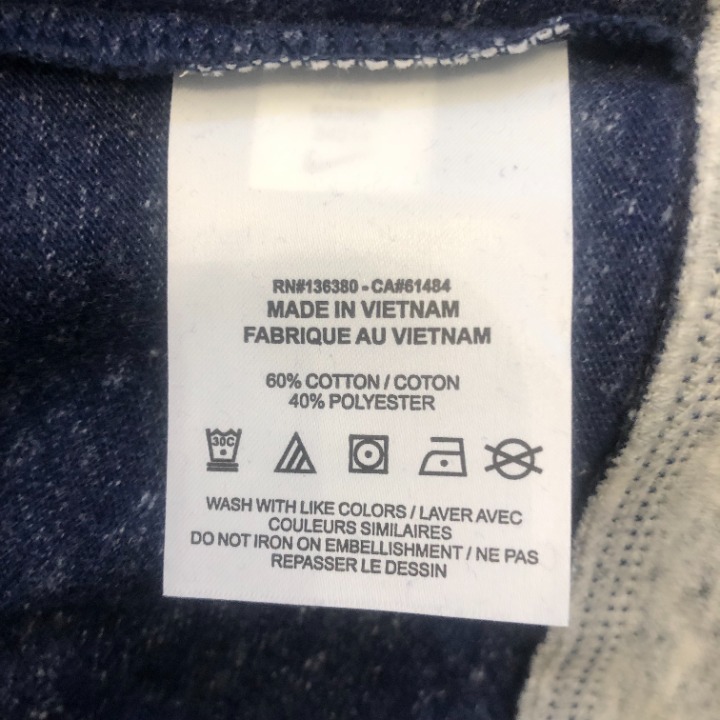 RN#136380 - CA#61484
MADE IN VIETNAM
FABRIQUE AU VIETNAM
60% COTTON / COTON
40% POLYESTER
30C
WASH WITH LIKE COLORS / LAVER AVEC
COULEURS SIMILAIRES
DO NOT IRON ON EMBELLISHMENT / NE PAS
REPASSER LE DESSIN